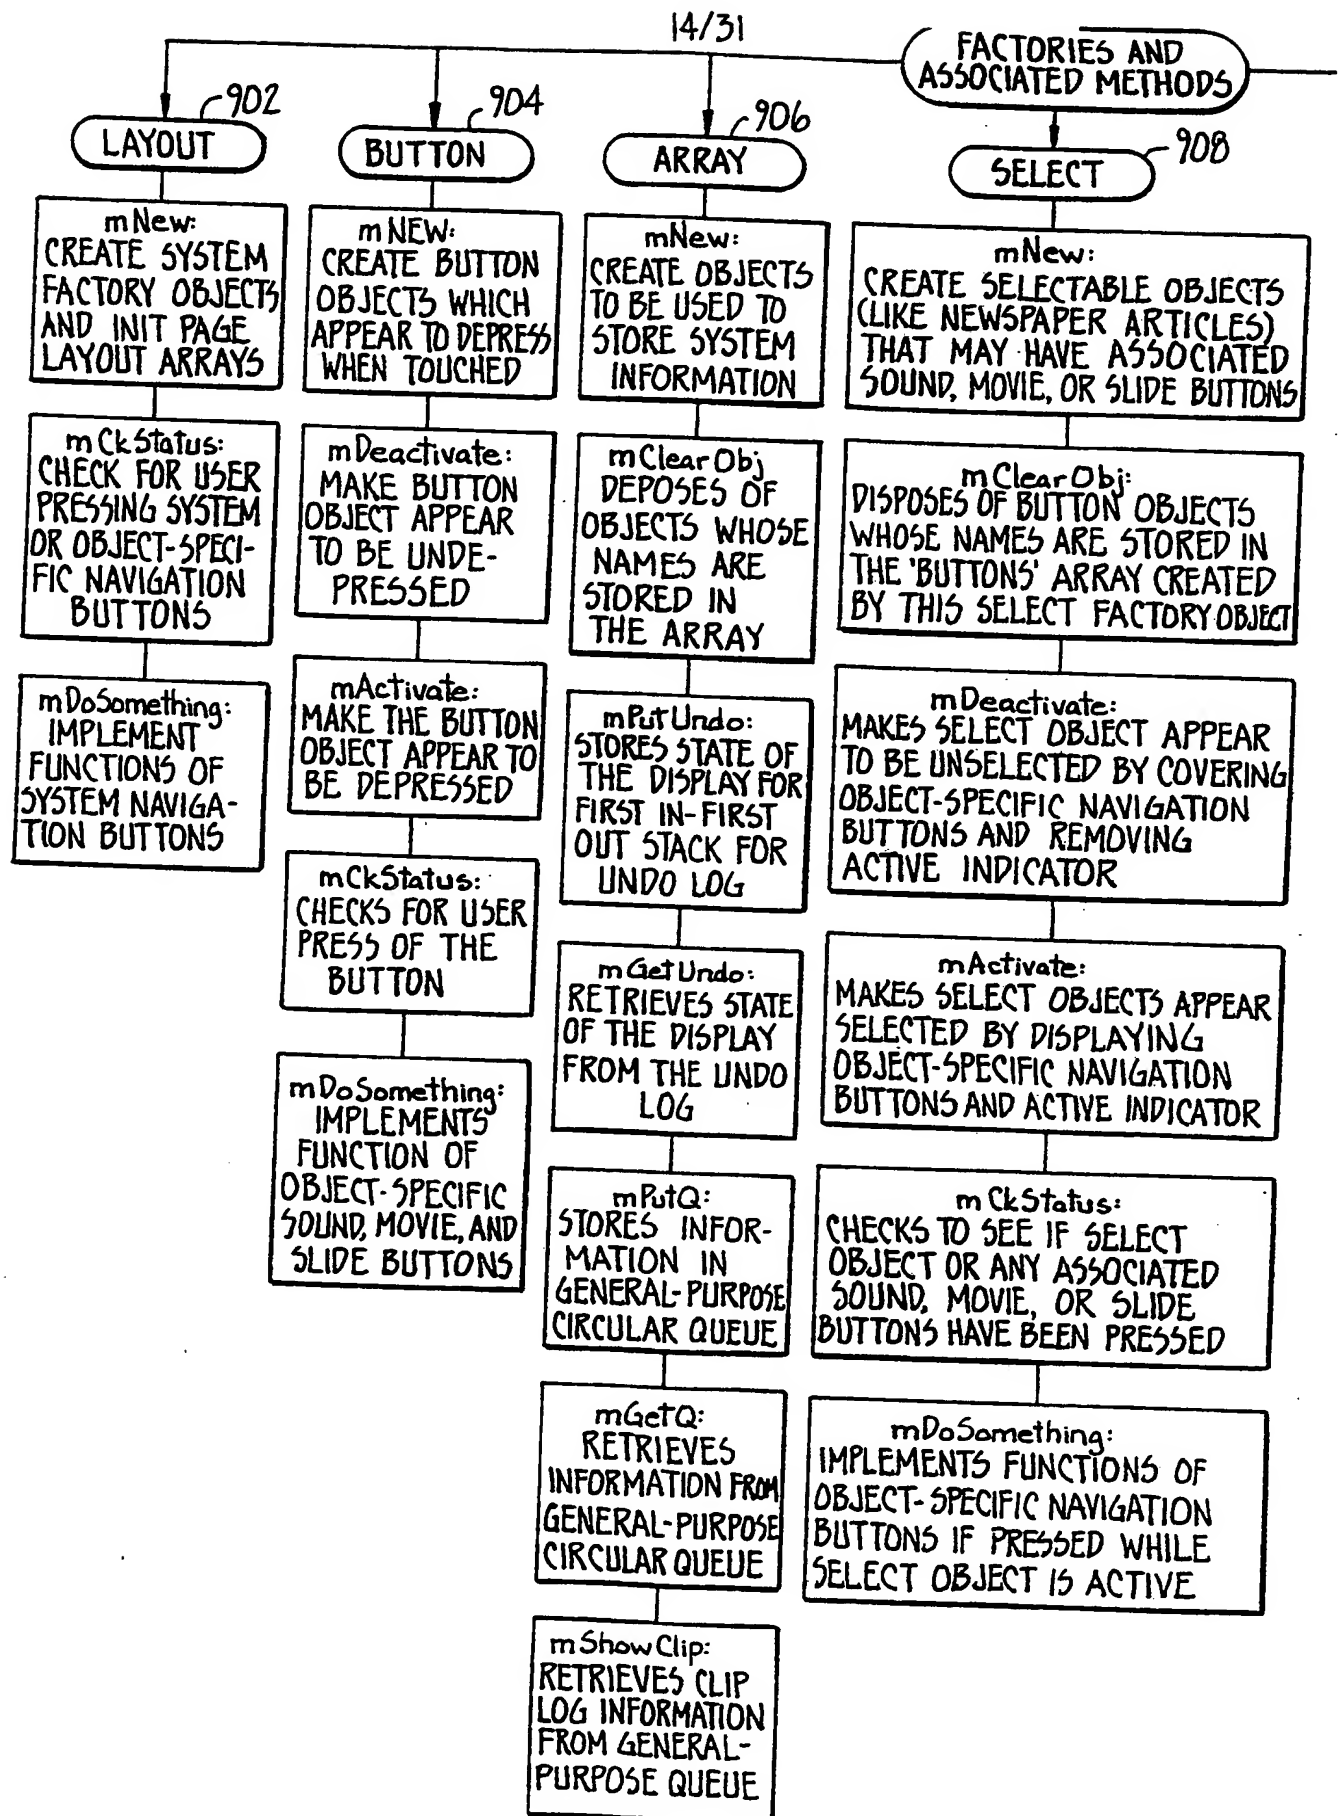 14/31
FACTORIES AND
ASSOCIATED METHODS
902
LAYOUT
mNew:
CREATE SYSTEM
FACTORY OBJECTS
AND INIT PAGE
LAYOUT ARRAYS
mCkStatus:
CHECK FOR USER
PRESSING SYSTEM
OR OBJECT-SPECI-
FIC NAVIGATION
BUTTONS
mDoSomething:
IMPLEMENT
FUNCTIONS OF
SYSTEM NAVIGA-
TION BUTTONS
904
BUTTON
mNEW:
CREATE BUTTON
OBJECTS WHICH
APPEAR TO DEPRESS
WHEN TOUCHED
mDeactivate:
MAKE BUTTON
OBJECT APPEAR
TO BE UNDE-
PRESSED
mActivate:
MAKE THE BUTTON
OBJECT APPEAR TO
BE DEPRESSED
mCkStatus:
CHECKS FOR USER
PRESS OF THE
BUTTON
mDoSomething:
IMPLEMENTS
FUNCTION OF
OBJECT-SPECIFIC
SOUND, MOVIE, AND
SLIDE BUTTONS
906
ARRAY
mNew:
CREATE OBJECTS
TO BE USED TO
STORE SYSTEM
INFORMATION
mClearObj
DEPOSES OF
OBJECTS WHOSE
NAMES ARE
STORED IN
THE ARRAY
mPutUndo:
STORES STATE OF
THE DISPLAY FOR
FIRST IN-FIRST
OUT STACK FOR
UNDO LOG
mGetUndo:
RETRIEVES STATE
OF THE DISPLAY
FROM THE UNDO
LOG
mPutQ:
STORES INFOR-
MATION IN
GENERAL-PURPOSE
CIRCULAR QUEUE
mGetQ:
RETRIEVES
INFORMATION FROM
GENERAL-PURPOSE
CIRCULAR QUEUE
mShowClip:
RETRIEVES CLIP
LOG INFORMATION
FROM GENERAL-
PURPOSE QUEUE
908
SELECT
mNew:
CREATE SELECTABLE OBJECTS
(LIKE NEWSPAPER ARTICLES)
THAT MAY HAVE ASSOCIATED
SOUND, MOVIE, OR SLIDE BUTTONS
mClearObj:
DISPOSES OF BUTTON OBJECTS
WHOSE NAMES ARE STORED IN
THE 'BUTTONS' ARRAY CREATED
BY THIS SELECT FACTORY OBJECT
mDeactivate:
MAKES SELECT OBJECT APPEAR
TO BE UNSELECTED BY COVERING
OBJECT-SPECIFIC NAVIGATION
BUTTONS AND REMOVING
ACTIVE INDICATOR
mActivate:
MAKES SELECT OBJECTS APPEAR
SELECTED BY DISPLAYING
OBJECT-SPECIFIC NAVIGATION
BUTTONS AND ACTIVE INDICATOR
mCkStatus:
CHECKS TO SEE IF SELECT
OBJECT OR ANY ASSOCIATED
SOUND, MOVIE, OR SLIDE
BUTTONS HAVE BEEN PRESSED
mDoSomething:
IMPLEMENTS FUNCTIONS OF
OBJECT-SPECIFIC NAVIGATION
BUTTONS IF PRESSED WHILE
SELECT OBJECT IS ACTIVE